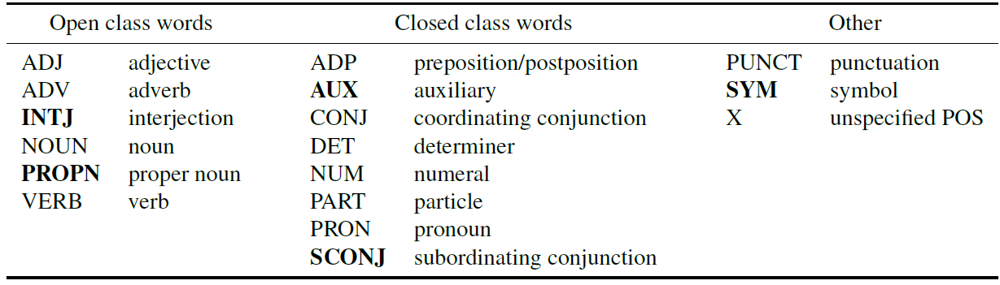 Open class words Closed class words Other
ADJ adjective ADP preposition/postposition PUNCT punctuation
ADV adverb AUX auxiliary SYM symbol
INTJ interjection CONJ coordinating conjunction X unspecified POS
NOUN noun DET determiner
PROPN proper noun NUM numeral
VERB verb PART particle
PRON pronoun
SCONJ subordinating conjunction